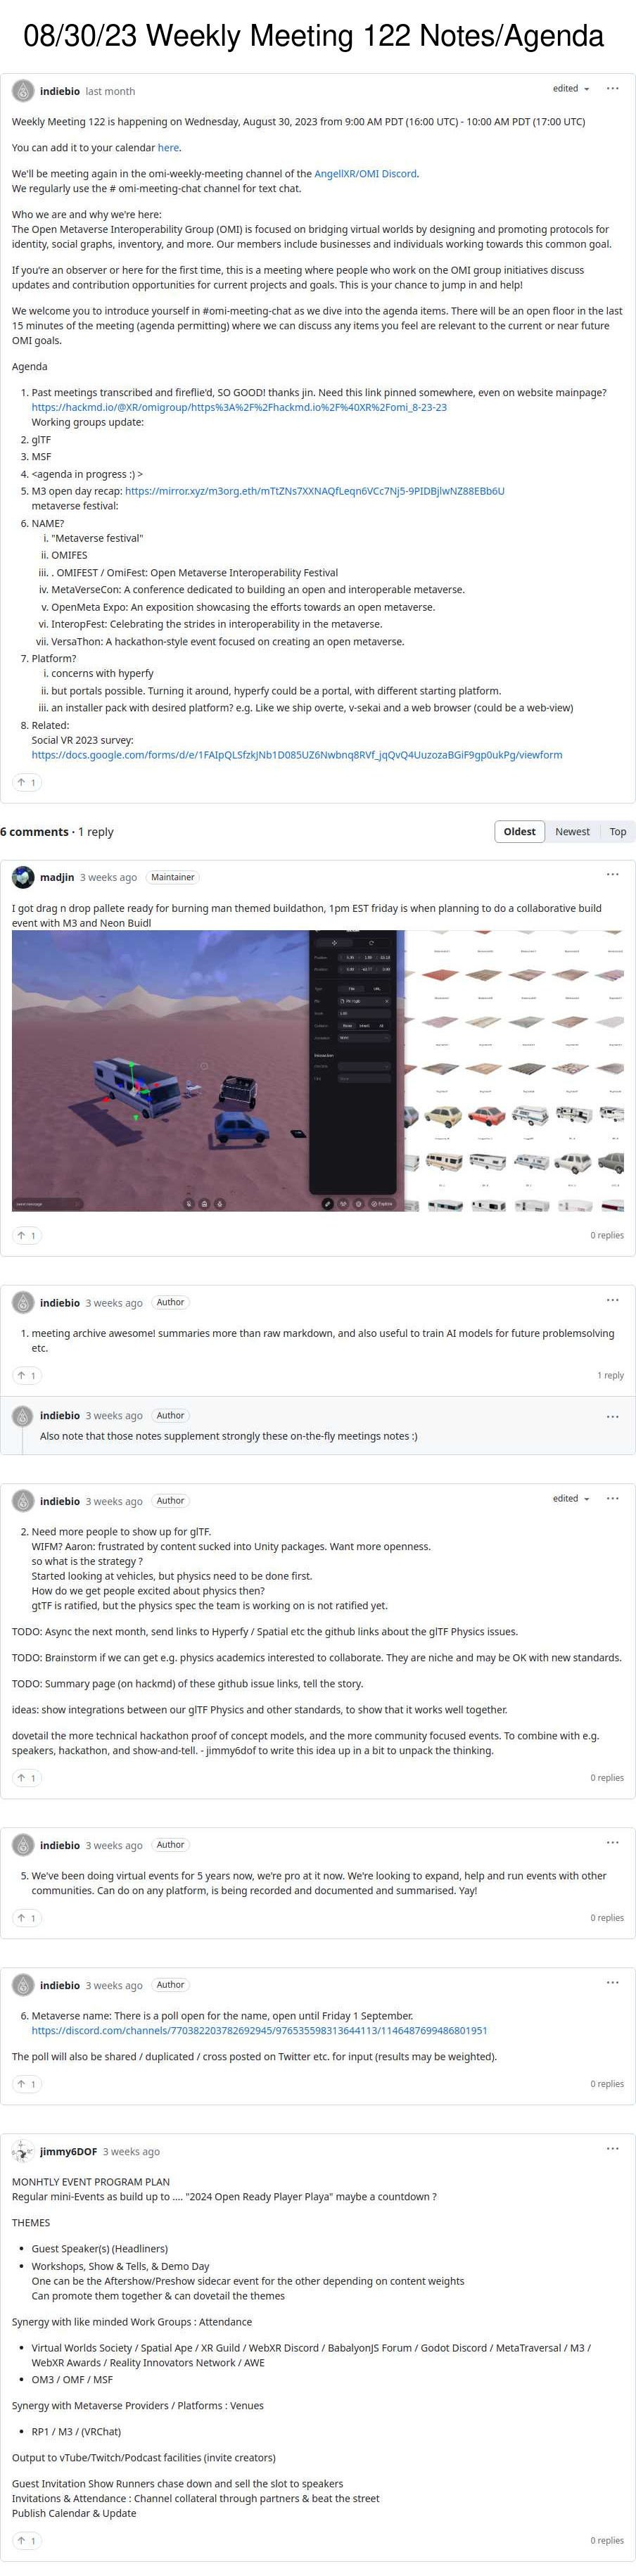 08/30/23 Weekly Meeting 122 Notes/Agenda
indiebio last month
edited
Weekly Meeting 122 is happening on Wednesday, August 30, 2023 from 9:00 AM PDT (16:00 UTC) - 10:00 AM PDT (17:00 UTC)
You can add it to your calendar here.
We'll be meeting again in the omi-weekly-meeting channel of the AngellXR/OMI Discord.
We regularly use the # omi-meeting-chat channel for text chat.
Who we are and why we're here:
The Open Metaverse Interoperability Group (OMI) is focused on bridging virtual worlds by designing and promoting protocols for
identity, social graphs, inventory, and more. Our members include businesses and individuals working towards this common goal.
If you're an observer or here for the first time, this is a meeting where people who work on the OMI group initiatives discuss
updates and contribution opportunities for current projects and goals. This is your chance to jump in and help!
We welcome you to introduce yourself in #omi-meeting-chat as we dive into the agenda items. There will be an open floor in the last
15 minutes of the meeting (agenda permitting) where we can discuss any items you feel are relevant to the current or near future
OMI goals.
Agenda
1. Past meetings transcribed and fireflie'd, SO GOOD! thanks jin. Need this link pinned somewhere, even on website mainpage?
https://hackmd.io/@XR/omigroup/https%3A%2F%2Fhackmd.io%2F%40XR%2Fomi_8-23-23
Working groups update:
2. glTF
3. MSF
4. <agenda in progress :) >
5. M3 open day recap: https://mirror.xyz/m3org.eth/mTtZNs7XXNAQfLeqn6VCc7Nj5-9PIDBjlwNZ88EBb6U
metaverse festival:
6. NAME?
i. "Metaverse festival"
ii. OMIFES
iii. . OMIFEST / OmiFest: Open Metaverse Interoperability Festival
iv. MetaVerseCon: A conference dedicated to building an open and interoperable metaverse.
v. OpenMeta Expo: An exposition showcasing the efforts towards an open metaverse.
vi. InteropFest: Celebrating the strides in interoperability in the metaverse.
vii. VersaThon: A hackathon-style event focused on creating an open metaverse.
7. Platform?
i. concerns with hyperfy
ii. but portals possible. Turning it around, hyperfy could be a portal, with different starting platform.
iii. an installer pack with desired platform? e.g. Like we ship overte, v-sekai and a web browser (could be a web-view)
8. Related:
Social VR 2023 survey:
https://docs.google.com/forms/d/e/1FAIpQLSfzkJNb1D085UZ6Nwbnq8RVf_jqQvQ4UuzozaBGiF9gp0ukPg/viewform
1
6 comments · 1 reply
Oldest Newest Top
madjin 3 weeks ago Maintainer
I got drag n drop pallete ready for burning man themed buildathon, 1pm EST friday is when planning to do a collaborative build
event with M3 and Neon Buidl
1
0 replies
indiebio 3 weeks ago Author
1. meeting archive awesome! summaries more than raw markdown, and also useful to train AI models for future problemsolving
etc.
1
1 reply
indiebio 3 weeks ago Author
Also note that those notes supplement strongly these on-the-fly meetings notes :)
indiebio 3 weeks ago Author
edited
2. Need more people to show up for glTF.
WIFM? Aaron: frustrated by content sucked into Unity packages. Want more openness.
so what is the strategy ?
Started looking at vehicles, but physics need to be done first.
How do we get people excited about physics then?
gtTF is ratified, but the physics spec the team is working on is not ratified yet.
TODO: Async the next month, send links to Hyperfy / Spatial etc the github links about the glTF Physics issues.
TODO: Brainstorm if we can get e.g. physics academics interested to collaborate. They are niche and may be OK with new standards.
TODO: Summary page (on hackmd) of these github issue links, tell the story.
ideas: show integrations between our glTF Physics and other standards, to show that it works well together.
dovetail the more technical hackathon proof of concept models, and the more community focused events. To combine with e.g.
speakers, hackathon, and show-and-tell. - jimmy6dof to write this idea up in a bit to unpack the thinking.
1
0 replies
indiebio 3 weeks ago Author
5. We've been doing virtual events for 5 years now, we're pro at it now. We're looking to expand, help and run events with other
communities. Can do on any platform, is being recorded and documented and summarised. Yay!
1
0 replies
indiebio 3 weeks ago Author
6. Metaverse name: There is a poll open for the name, open until Friday 1 September.
https://discord.com/channels/770382203782692945/976535598313644113/1146487699486801951
The poll will also be shared / duplicated / cross posted on Twitter etc. for input (results may be weighted).
1
0 replies
jimmy6DOF 3 weeks ago
MONHTLY EVENT PROGRAM PLAN
Regular mini-Events as build up to .... "2024 Open Ready Player Playa" maybe a countdown ?
THEMES
• Guest Speaker(s) (Headliners)
• Workshops, Show & Tells, & Demo Day
One can be the Aftershow/Preshow sidecar event for the other depending on content weights
Can promote them together & can dovetail the themes
Synergy with like minded Work Groups : Attendance
• Virtual Worlds Society / Spatial Ape / XR Guild / WebXR Discord / BabalyonJS Forum / Godot Discord / MetaTraversal / M3 /
WebXR Awards / Reality Innovators Network / AWE
• OM3 / OMF / MSF
Synergy with Metaverse Providers / Platforms : Venues
• RP1 / M3 / (VRChat)
Output to vTube/Twitch/Podcast facilities (invite creators)
Guest Invitation Show Runners chase down and sell the slot to speakers
Invitations & Attendance : Channel collateral through partners & beat the street
Publish Calendar & Update
1
0 replies